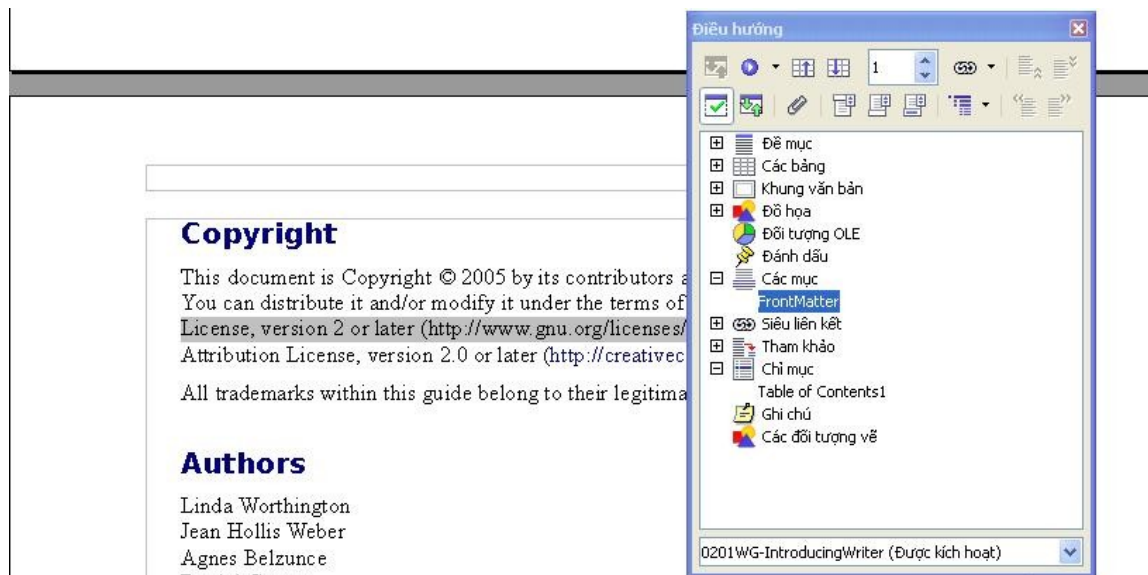 Copyright
This document is Copyright © 2005 by its contributors
You can distribute it and/or modify it under the terms of
License, version 2 or later (http://www.gnu.org/licenses/
Attribution License, version 2.0 or later (http://creativec
All trademarks within this guide belong to their legitima
Authors
Linda Worthington
Jean Hollis Weber
Agnes Belzunce
Điều hướng
1
Đề mục
Các bảng
Khung văn bản
Đồ họa
Đối tượng OLE
Đánh dấu
Các mục
FrontMatter
Siêu liên kết
Tham khảo
Chỉ mục
Table of Contents1
Ghi chú
Các đối tượng vẽ
0201WG-IntroducingWriter (Được kích hoạt)